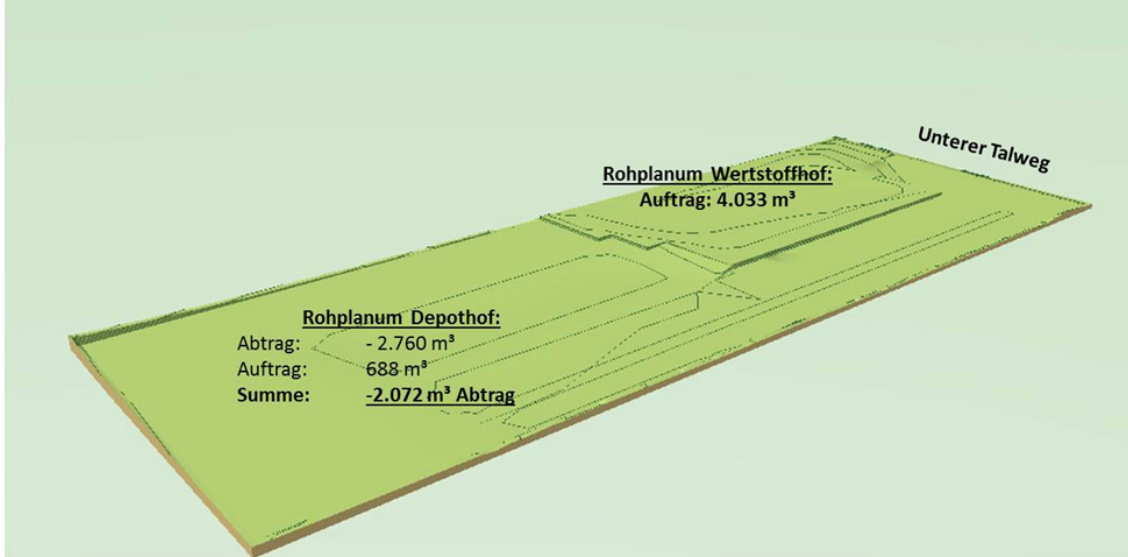 Unterer Talweg
Rohplanum Wertstoffhof:
Auftrag: 4.033 m³
Rohplanum Depothof:
Abtrag: - 2.760 m³
Auftrag: 688 m³
Summe: -2.072 m³ Abtrag